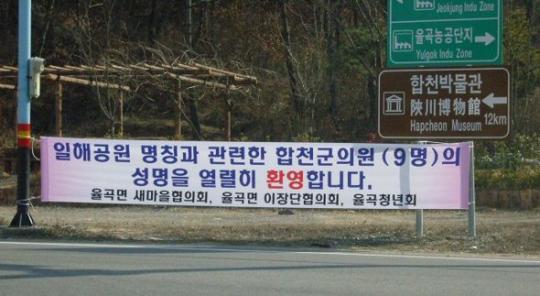 Jeokjung Indu Zone
율곡농공단지
Yulgok Indu Zone
합천박물관
陜川博物館
Hapcheon Museum
12km
일해공원 명칭과 관련한 합천군의원 (9명)의
성명을 열렬히 환영합니다.
율곡면 새마을협의회, 율곡면 이장단협의회, 율곡청년회